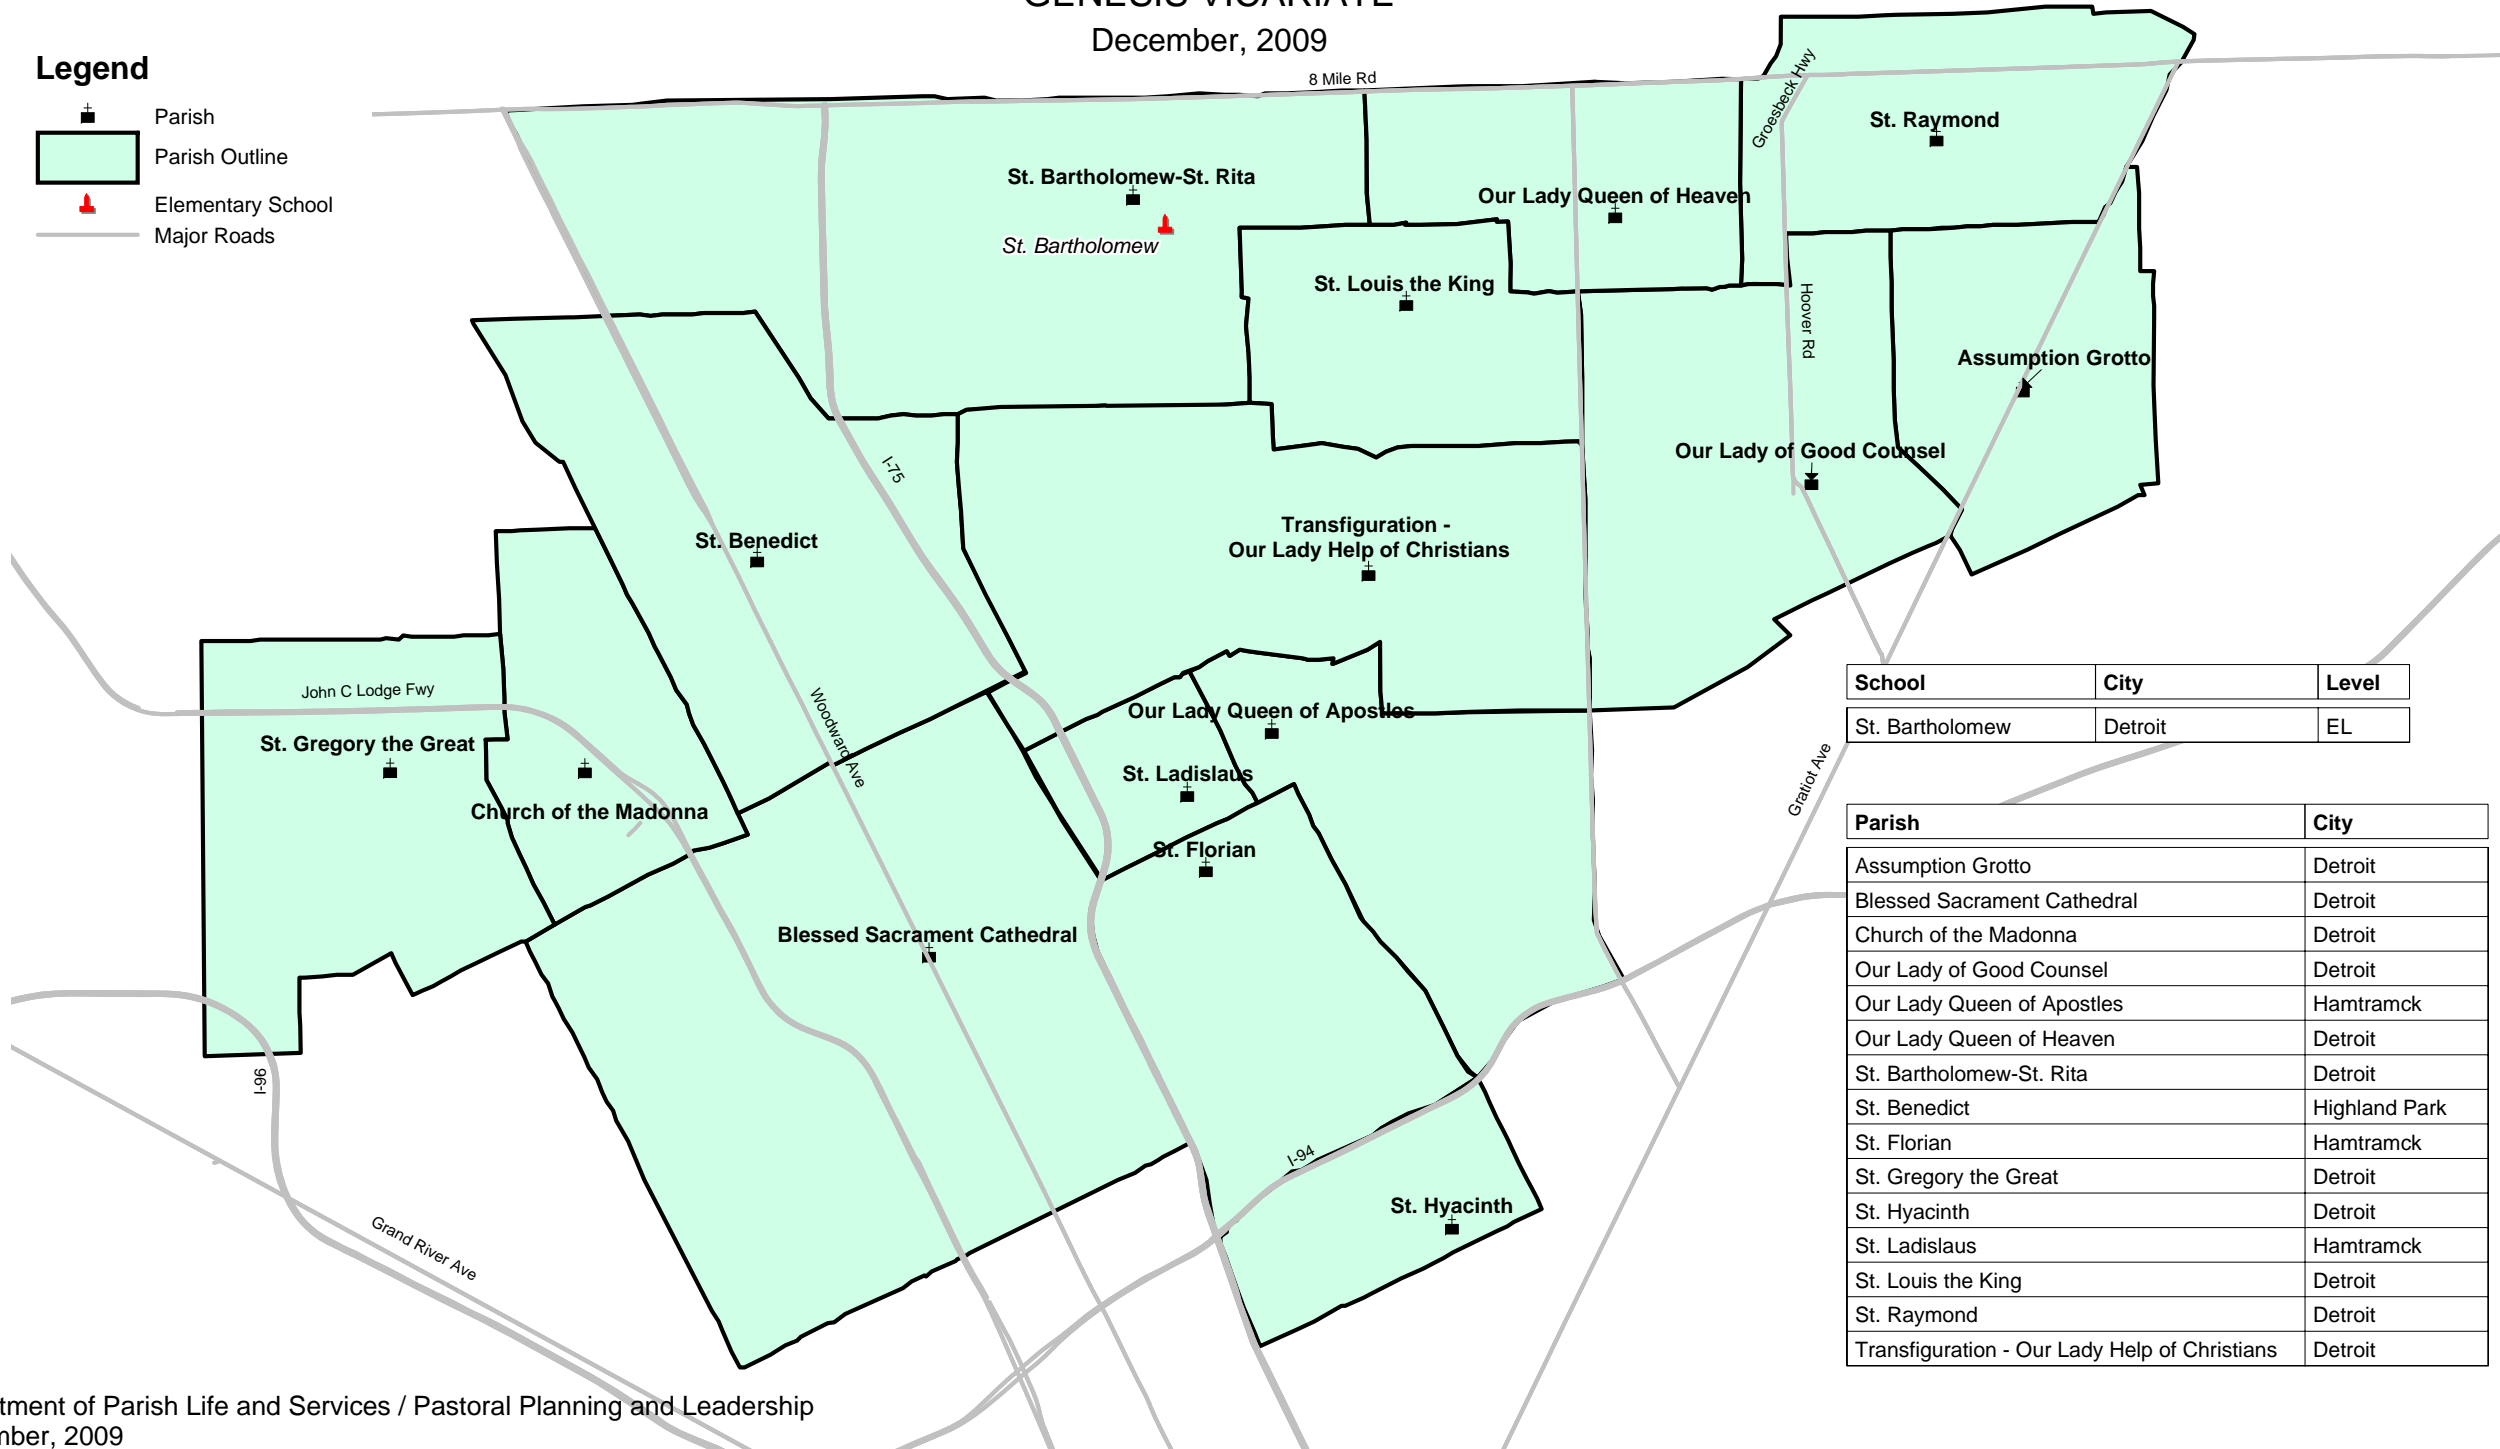 GENESIS VICARIATE
December, 2009
Legend
Parish
Parish Outline
Elementary School
Major Roads
8 Mile Rd
Groesbeck Hwy
St. Raymond
St. Bartholomew-St. Rita
Our Lady Queen of Heaven
St. Bartholomew
St. Louis the King
Hoover Rd
Assumption Grotto
Our Lady of Good Counsel
I-75
Transfiguration -
Our Lady Help of Christians
St. Benedict
John C Lodge Fwy
Woodward Ave
Our Lady Queen of Apostles
St. Gregory the Great
St. Ladislaus
Church of the Madonna
St. Florian
Gratiot Ave
Blessed Sacrament Cathedral
I-96
I-94
St. Hyacinth
Grand River Ave
School City Level
St. Bartholomew Detroit EL
Parish City
Assumption Grotto Detroit
Blessed Sacrament Cathedral Detroit
Church of the Madonna Detroit
Our Lady of Good Counsel Detroit
Our Lady Queen of Apostles Hamtramck
Our Lady Queen of Heaven Detroit
St. Bartholomew-St. Rita Detroit
St. Benedict Highland Park
St. Florian Hamtramck
St. Gregory the Great Detroit
St. Hyacinth Detroit
St. Ladislaus Hamtramck
St. Louis the King Detroit
St. Raymond Detroit
Transfiguration - Our Lady Help of Christians Detroit
tment of Parish Life and Services / Pastoral Planning and Leadership
mber, 2009